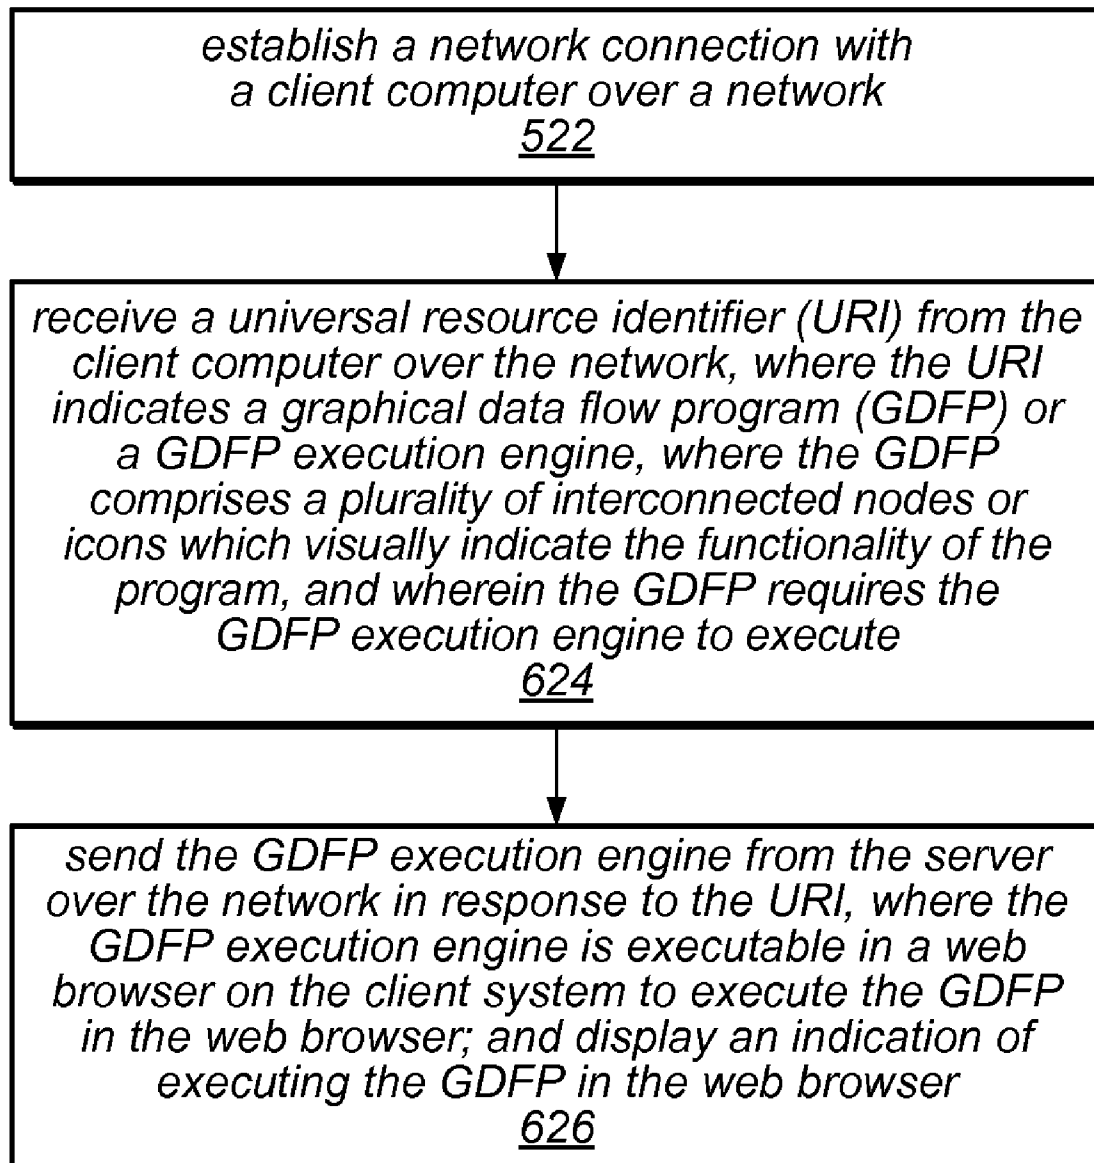 establish a network connection with
a client computer over a network
522
receive a universal resource identifier (URI) from the
client computer over the network, where the URI
indicates a graphical data flow program (GDFP) or
a GDFP execution engine, where the GDFP
comprises a plurality of interconnected nodes or
icons which visually indicate the functionality of the
program, and wherein the GDFP requires the
GDFP execution engine to execute
624
send the GDFP execution engine from the server
over the network in response to the URI, where the
GDFP execution engine is executable in a web
browser on the client system to execute the GDFP
in the web browser; and display an indication of
executing the GDFP in the web browser
626